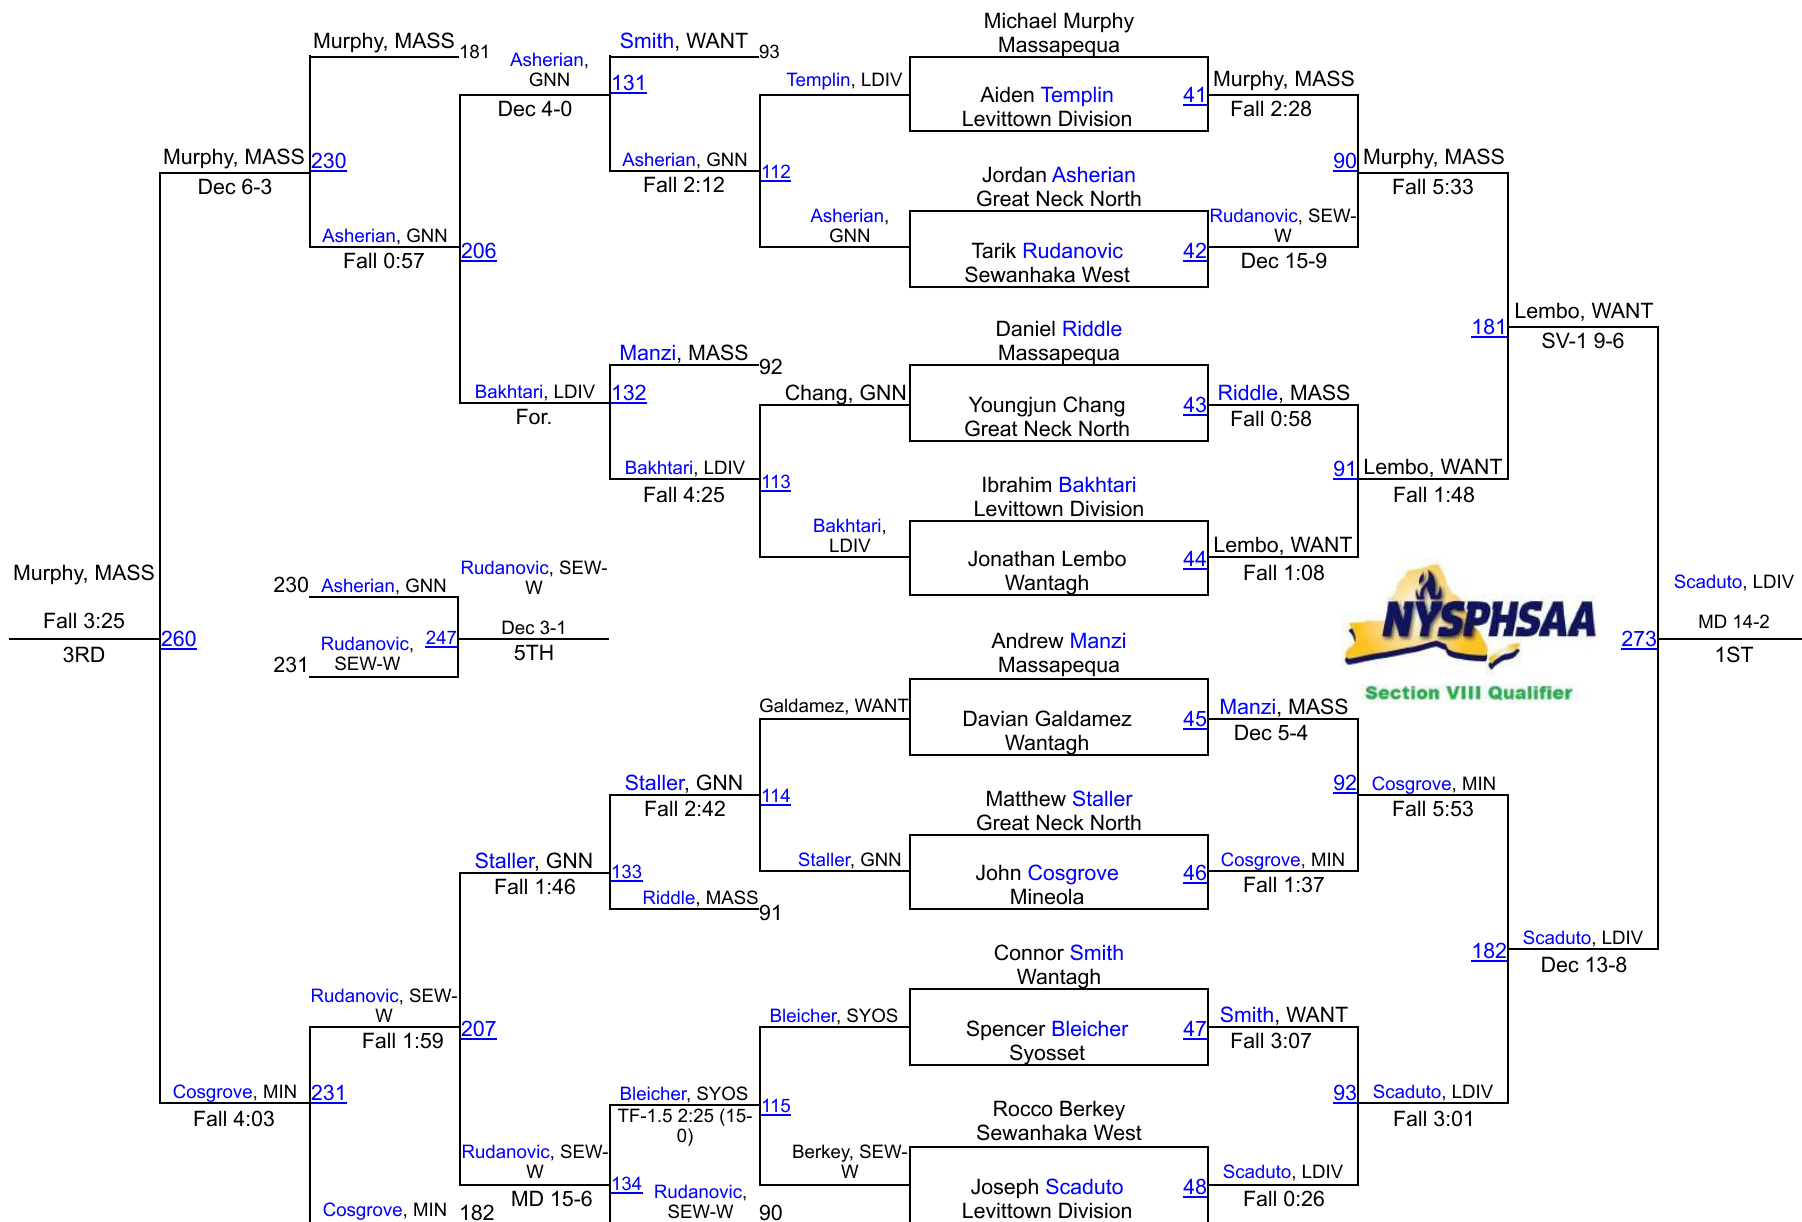 Michael Murphy
Massapequa
Murphy, MASS
181
Asherian,
GNN
Smith, WANT
93
131
Dec 4-0
Templin, LDIV
Aiden Templin
Levittown Division
41
Murphy, MASS
Fall 2:28
Murphy, MASS
Dec 6-3
230
Asherian, GNN
Fall 2:12
112
Jordan Asherian
Great Neck North
90
Murphy, MASS
Fall 5:33
Asherian, GNN
Fall 0:57
206
Asherian,
GNN
Tarik Rudanovic
Sewanhaka West
42
Rudanovic, SEW-
W
Dec 15-9
Daniel Riddle
Massapequa
181
Lembo, WANT
SV-1 9-6
Manzi, MASS
92
Bakhtari, LDIV
For.
132
Chang, GNN
Youngjun Chang
Great Neck North
43
Riddle, MASS
Fall 0:58
Bakhtari, LDIV
Fall 4:25
113
Ibrahim Bakhtari
Levittown Division
91
Lembo, WANT
Fall 1:48
Bakhtari,
LDIV
Jonathan Lembo
Wantagh
44
Lembo, WANT
Fall 1:08
Murphy, MASS
Fall 3:25
3RD
260
230
Asherian, GNN
Rudanovic,
SEW-W
231
247
Rudanovic, SEW-
W
Dec 3-1
5TH
NYSPHSAA
Section VIII Qualifier
273
Scaduto, LDIV
MD 14-2
1ST
Andrew Manzi
Massapequa
Galdamez, WANT
Davian Galdamez
Wantagh
45
Manzi, MASS
Dec 5-4
Staller, GNN
Fall 2:42
114
Matthew Staller
Great Neck North
92
Cosgrove, MIN
Fall 5:53
Staller, GNN
Fall 1:46
133
Staller, GNN
John Cosgrove
Mineola
46
Cosgrove, MIN
Fall 1:37
Riddle, MASS
91
Connor Smith
Wantagh
182
Scaduto, LDIV
Dec 13-8
Rudanovic, SEW-
W
Fall 1:59
207
Bleicher, SYOS
Spencer Bleicher
Syosset
47
Smith, WANT
Fall 3:07
Cosgrove, MIN
Fall 4:03
231
Bleicher, SYOS
TF-1.5 2:25 (15-
0)
115
Rocco Berkey
Sewanhaka West
93
Scaduto, LDIV
Fall 3:01
Rudanovic, SEW-
W
MD 15-6
134
Berkey, SEW-
W
Joseph Scaduto
Levittown Division
48
Scaduto, LDIV
Fall 0:26
Cosgrove, MIN
182
Rudanovic,
SEW-W
90